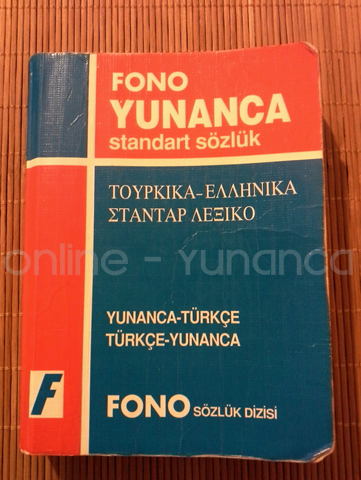 FONO
YUNANCA
standart sözlük
ΤΟΥΡΚΙΚΑ-ΕΛΛΗΝΙΚΑ
ΣΤΑΝΤΑΡ ΛΕΞΙΚΟ
online - yunanca
YUNANCA-TÜRKÇE
TÜRKÇE-YUNANCA
F
FONO SÖZLÜK DİZİSİ